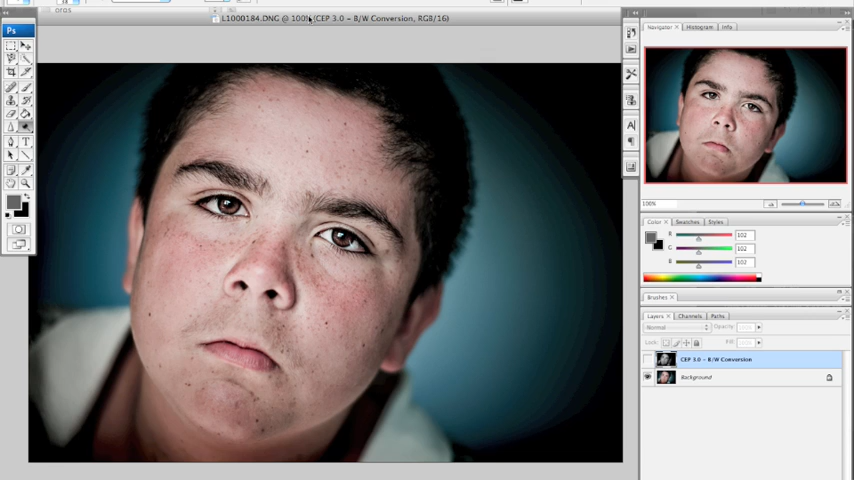 L1000184.DNG @ 100% (CEP 3.0 - B/W Conversion, RGB/16)
Ps
Navigator × Histogram Info
100%
Color × Swatches Styles
R 102
G 102
B 102
Brushes ×
Layers × Channels Paths
Normal Opacity:
Lock: Fill:
CEP 3.0 - B/W Conversion
Background